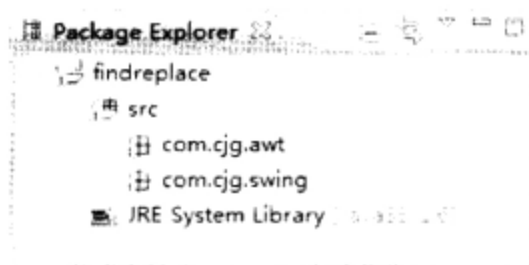 Package Explorer
findreplace
src
com.cjg.awt
com.cjg.swing
JRE System Library